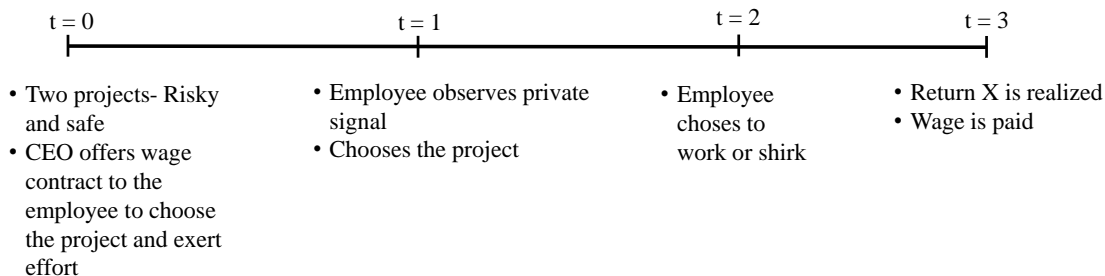 t = 0
t = 1
t = 2
t = 3
• Two projects- Risky
and safe
• CEO offers wage
contract to the
employee to choose
the project and exert
effort
• Employee observes private
signal
• Chooses the project
• Employee
choses to
work or shirk
• Return X is realized
• Wage is paid